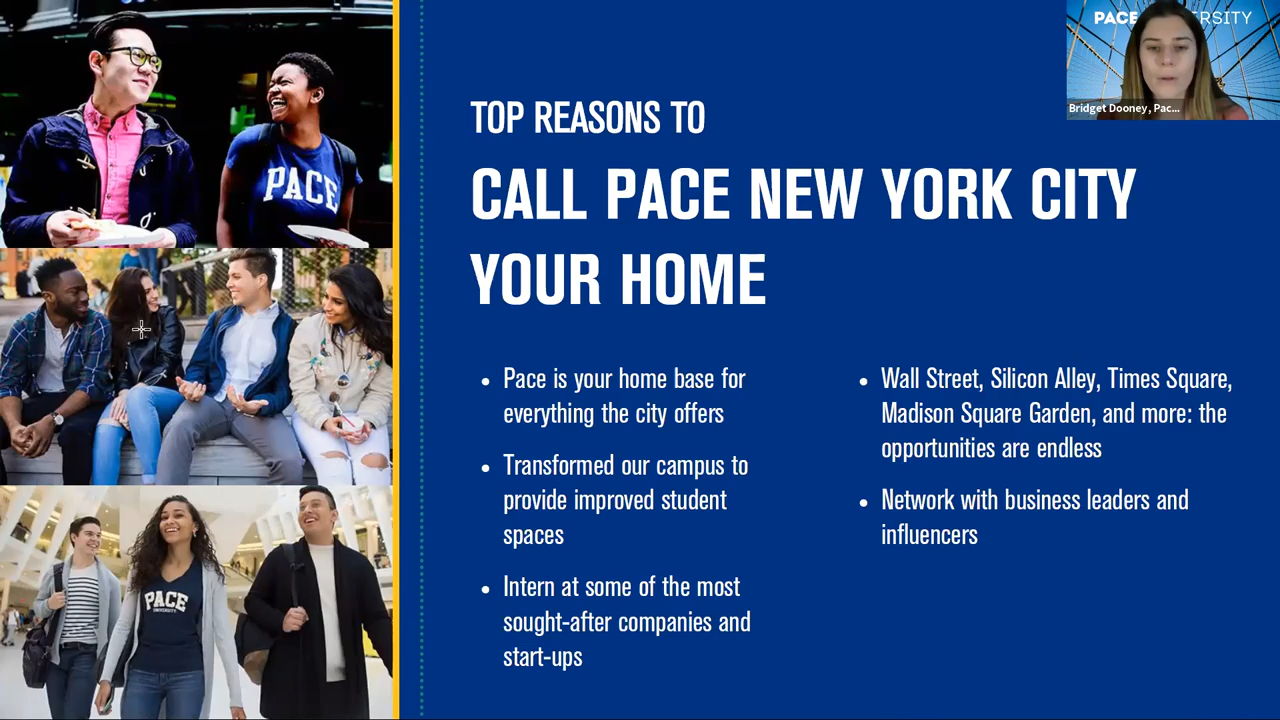 PACE
RSITY
Bridget Dooney, Pac...
TOP REASONS TO
CALL PACE NEW YORK CITY
YOUR HOME
Pace is your home base for
everything the city offers
Transformed our campus to
provide improved student
spaces
Intern at some of the most
sought-after companies and
start-ups
Wall Street, Silicon Alley, Times Square,
Madison Square Garden, and more: the
opportunities are endless
Network with business leaders and
influencers
PACE
PACE
UNIVERSITY